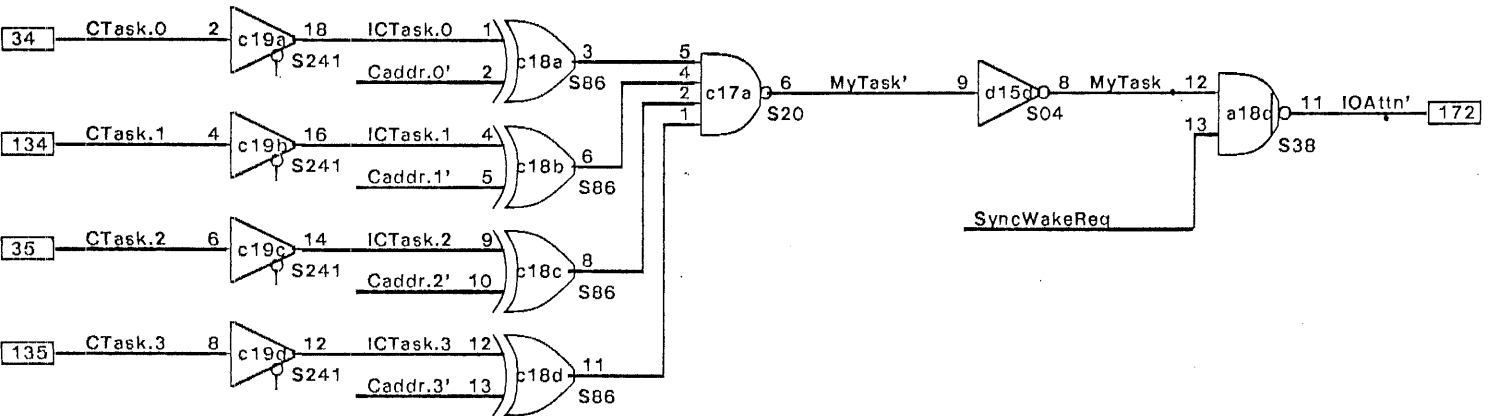 34 CTask.0 2 c19a 18 S241 ICTask.0 1 Caddr.0' 2 c18a 3 S86
134 CTask.1 4 c19b 16 S241 ICTask.1 4 Caddr.1' 5 c18b 6 S86
35 CTask.2 6 c19c 14 S241 ICTask.2 9 Caddr.2' 10 c18c 8 S86
135 CTask.3 8 c19d 12 S241 ICTask.3 12 Caddr.3' 13 c18d 11 S86
5 4 2 1 c17a 6 S20 MyTask' 9 d15d 8 S04 MyTask 12 13 a18d 11 S38 IOAttn' 172
SyncWakeReq